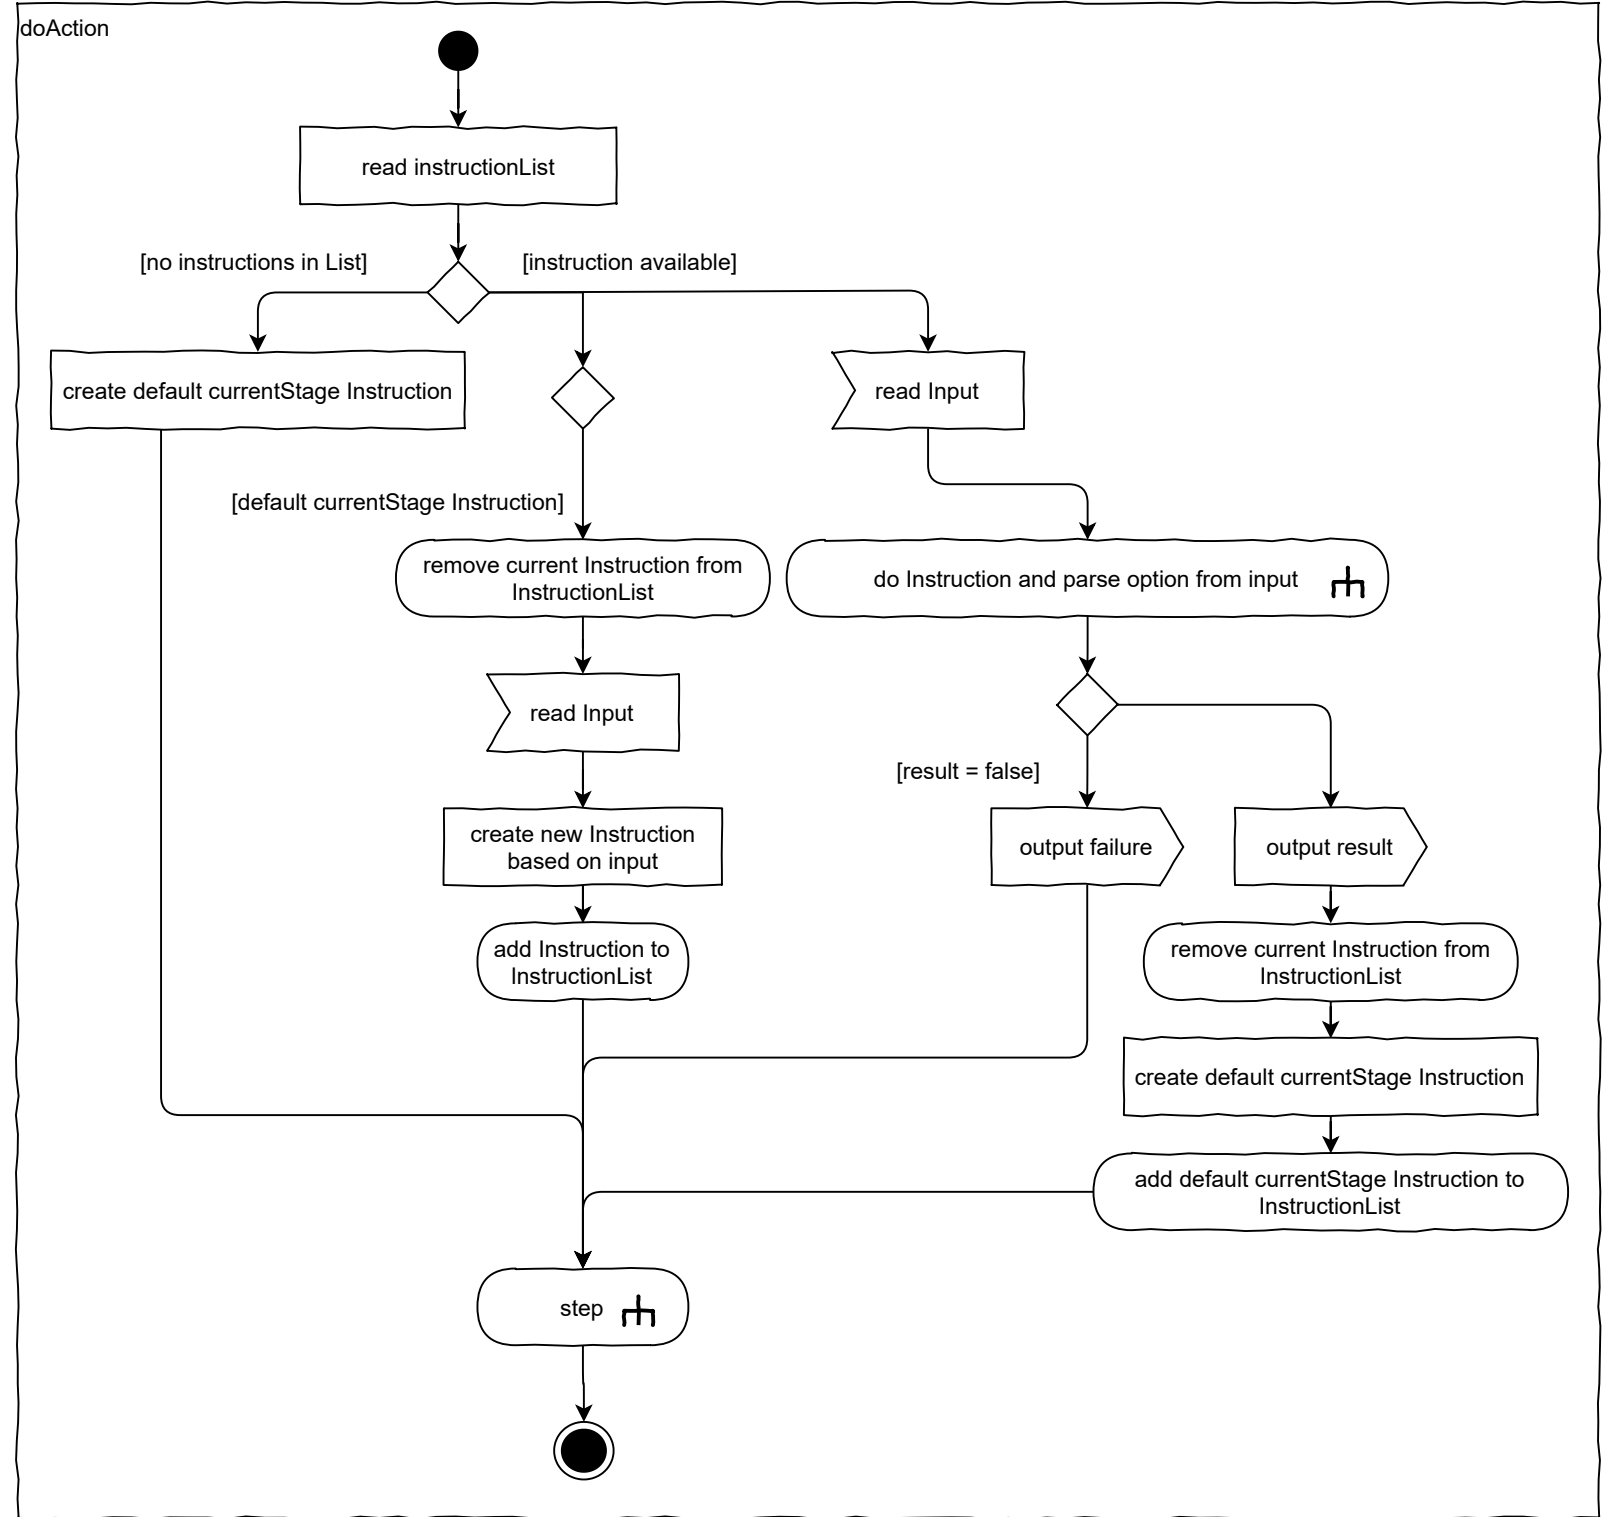 doAction
read instructionList
[no instructions in List]
[instruction available]
create default currentStage Instruction
read Input
[default currentStage Instruction]
remove current Instruction from
InstructionList
do Instruction and parse option from input
read Input
[result = false]
create new Instruction
based on input
output failure
output result
add Instruction to
InstructionList
remove current Instruction from
InstructionList
create default currentStage Instruction
add default currentStage Instruction to
InstructionList
step